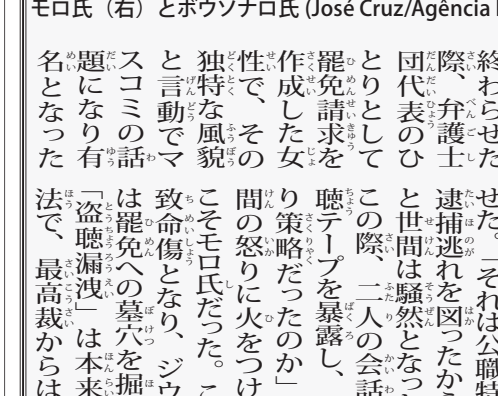 モロ氏（右）とボウソナロ氏 (José Cruz/Agência
終わらせた
際、弁護士
団代表のひ
とりとして
罷免請求を
作成した女
性で、その
独特な風貌
と言動でマ
スコミの話
題になり有
名となった
せた。「それは公職特
逮捕逃れを図ったから
と世間は騒然となっ
この際、二人の会話
聴テープを暴露し、
り策略だったのか」
間の怒りに火をつけ
こそモロ氏だった。こ
致命傷となり、ジウ
は罷免への墓穴を掘
「盗聴漏洩」は本来
法で、最高裁からは